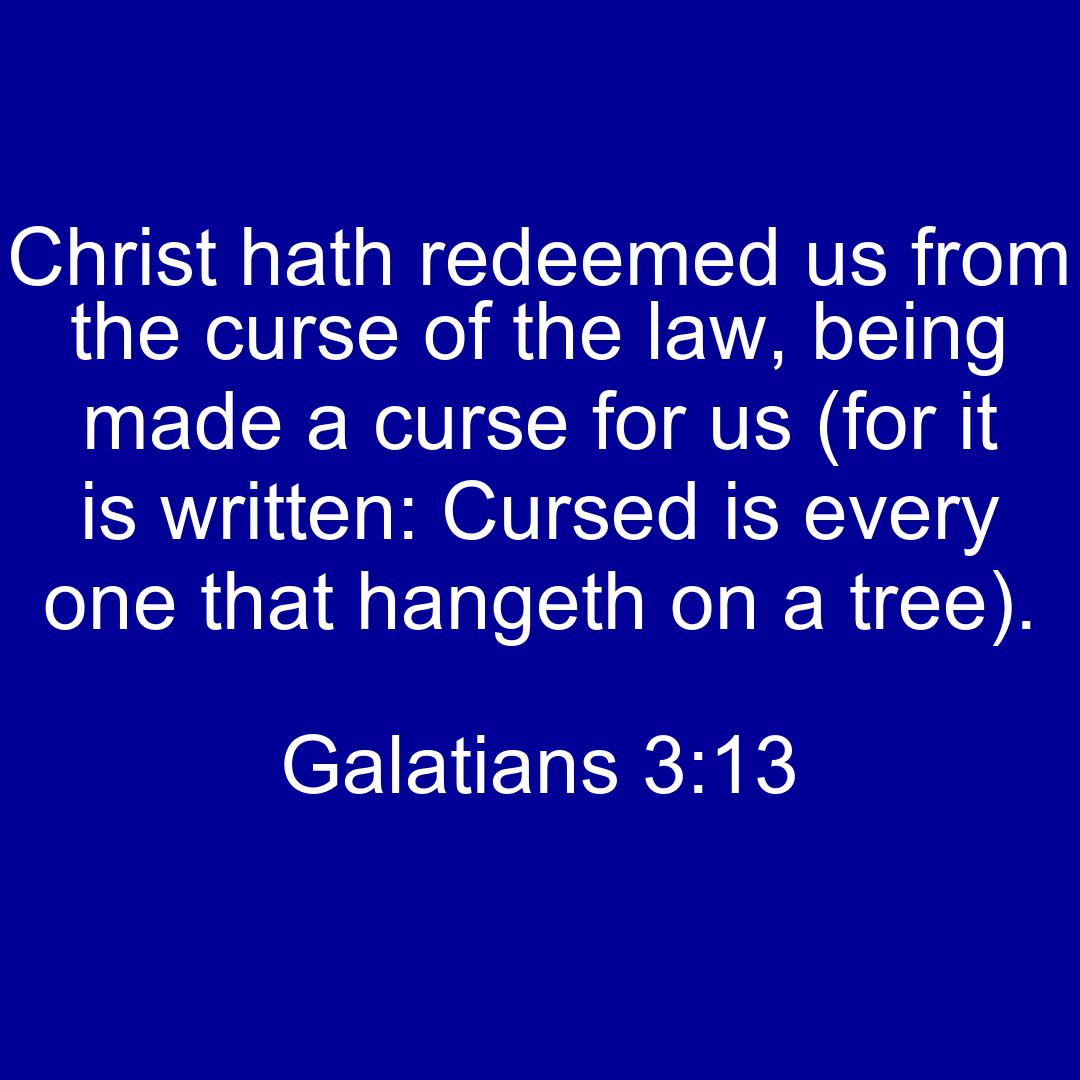 Christ hath redeemed us from
the curse of the law, being
made a curse for us (for it
is written: Cursed is every
one that hangeth on a tree).
Galatians 3:13